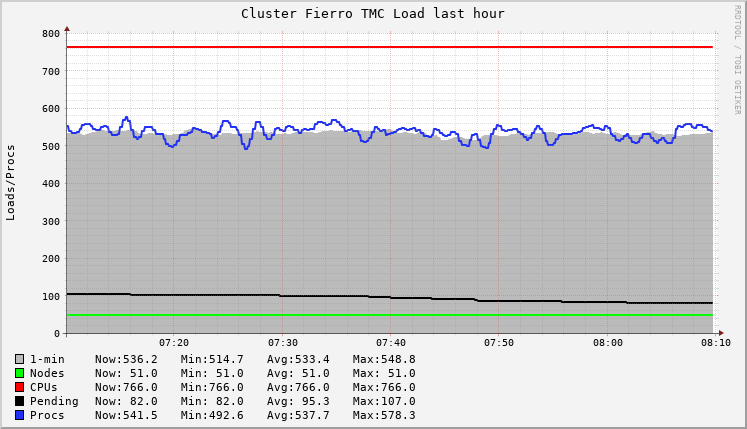 Cluster Fierro TMC Load last hour
RRDTOOL / TOBI OETIKER
Loads/Procs
800
700
600
500
400
300
200
100
0
07:20 07:30 07:40 07:50 08:00 08:10
1-min Now:536.2 Min:514.7 Avg:533.4 Max:548.8
Nodes Now: 51.0 Min: 51.0 Avg: 51.0 Max: 51.0
CPUs Now:766.0 Min:766.0 Avg:766.0 Max:766.0
Pending Now: 82.0 Min: 82.0 Avg: 95.3 Max:107.0
Procs Now:541.5 Min:492.6 Avg:537.7 Max:578.3